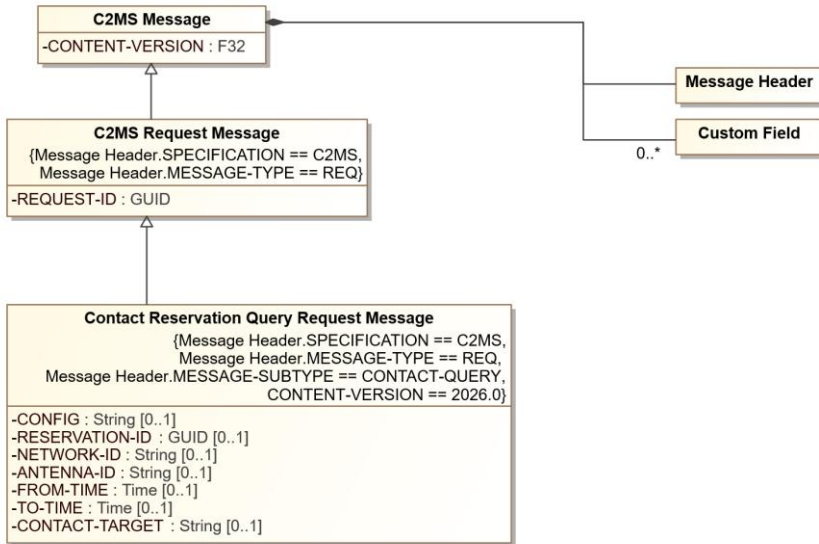 C2MS Message
-CONTENT-VERSION : F32
Message Header
Custom Field
0..*
C2MS Request Message
{Message Header.SPECIFICATION == C2MS,
Message Header.MESSAGE-TYPE == REQ}
-REQUEST-ID : GUID
Contact Reservation Query Request Message
{Message Header.SPECIFICATION == C2MS,
Message Header.MESSAGE-TYPE == REQ,
Message Header.MESSAGE-SUBTYPE == CONTACT-QUERY,
CONTENT-VERSION == 2026.0}
-CONFIG : String [0..1]
-RESERVATION-ID : GUID [0..1]
-NETWORK-ID : String [0..1]
-ANTENNA-ID : String [0..1]
-FROM-TIME : Time [0..1]
-TO-TIME : Time [0..1]
-CONTACT-TARGET : String [0..1]